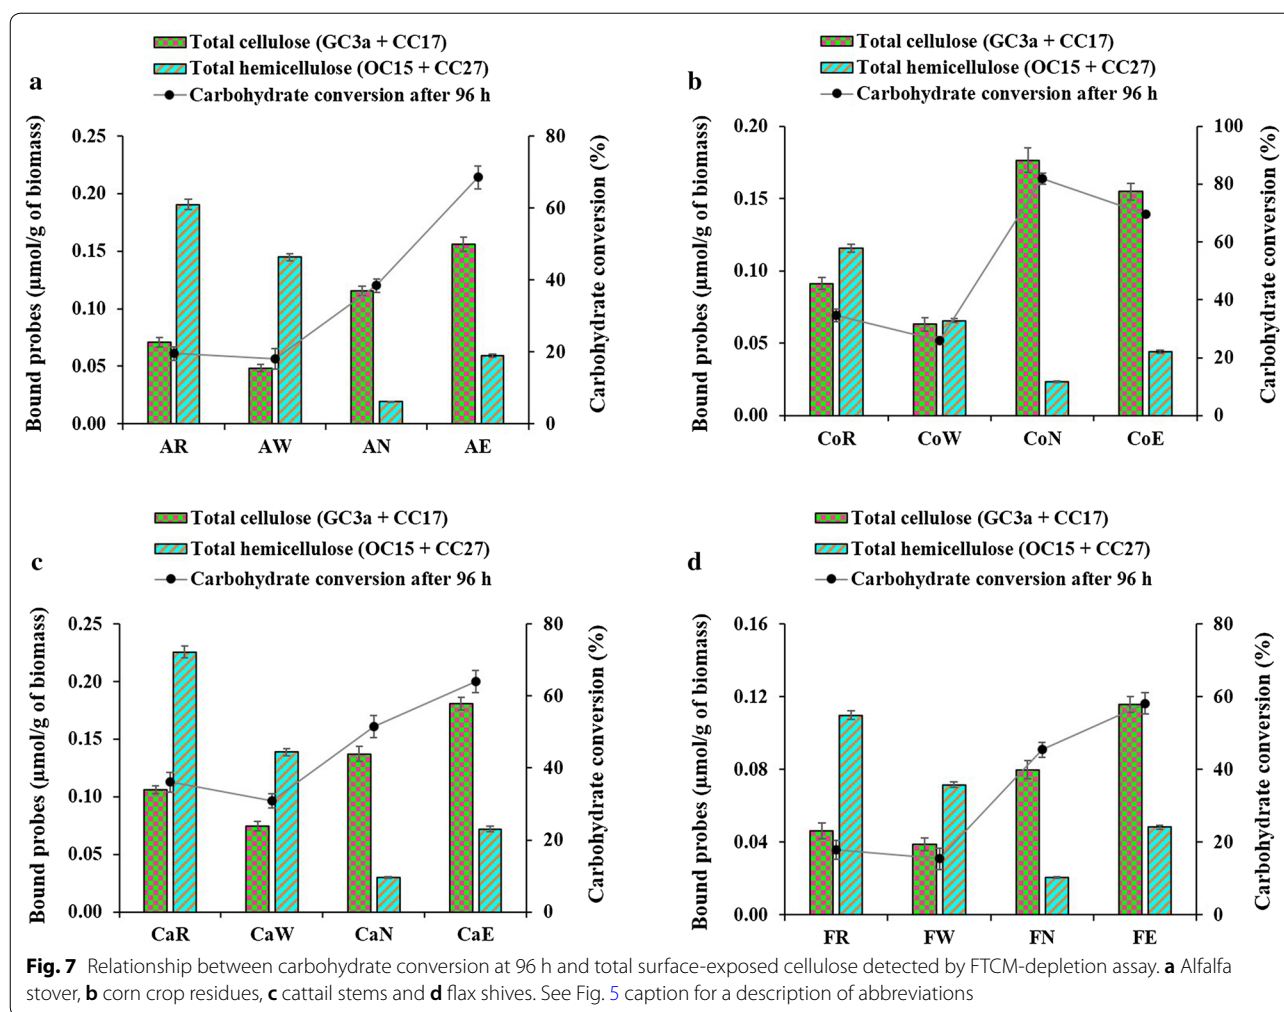 a
Total cellulose (GC3a + CC17)
Total hemicellulose (OC15 + CC27)
Carbohydrate conversion after 96 h
Bound probes (µmol/g of biomass)
0.25
0.20
0.15
0.10
0.05
0.00
80
60
40
20
0
Carbohydrate conversion (%)
AR AW AN AE
b
Total cellulose (GC3a + CC17)
Total hemicellulose (OC15 + CC27)
Carbohydrate conversion after 96 h
Bound probes (µmol/g of biomass)
0.20
0.15
0.10
0.05
0.00
100
80
60
40
20
0
Carbohydrate conversion (%)
CoR CoW CoN CoE
c
Total cellulose (GC3a + CC17)
Total hemicellulose (OC15 + CC27)
Carbohydrate conversion after 96 h
Bound probes (µmol/g of biomass)
0.25
0.20
0.15
0.10
0.05
0.00
80
60
40
20
0
Carbohydrate conversion (%)
CaR CaW CaN CaE
d
Total cellulose (GC3a + CC17)
Total hemicellulose (OC15 + CC27)
Carbohydrate conversion after 96 h
Bound probes (µmol/g of biomass)
0.16
0.12
0.08
0.04
0.00
80
60
40
20
0
Carbohydrate conversion (%)
FR FW FN FE
Fig. 7 Relationship between carbohydrate conversion at 96 h and total surface-exposed cellulose detected by FTCM-depletion assay. a Alfalfa
stover, b corn crop residues, c cattail stems and d flax shives. See Fig. 5 caption for a description of abbreviations